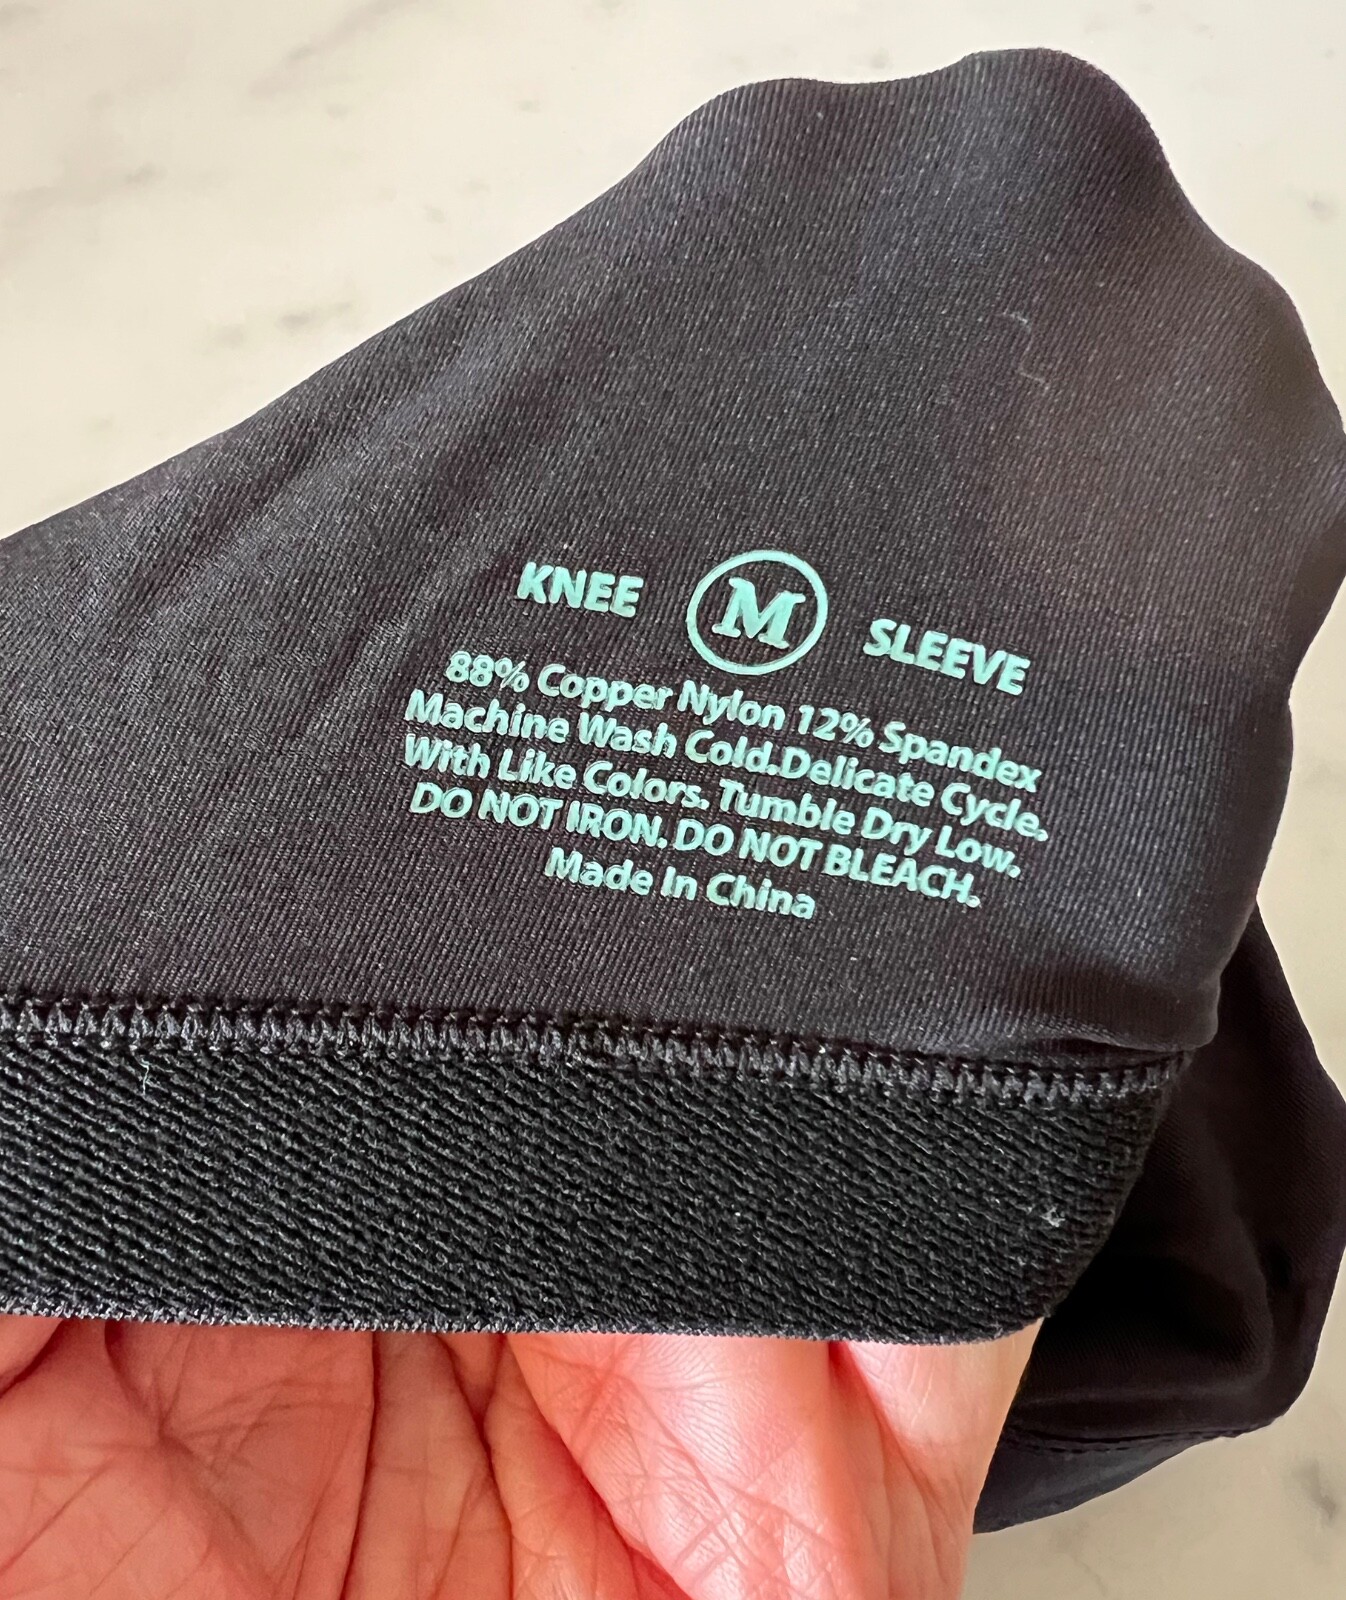 KNEE M SLEEVE
88% Copper Nylon 12% Spandex
Machine Wash Cold.Delicate Cycle.
With Like Colors. Tumble Dry Low.
DO NOT IRON. DO NOT BLEACH.
Made In China